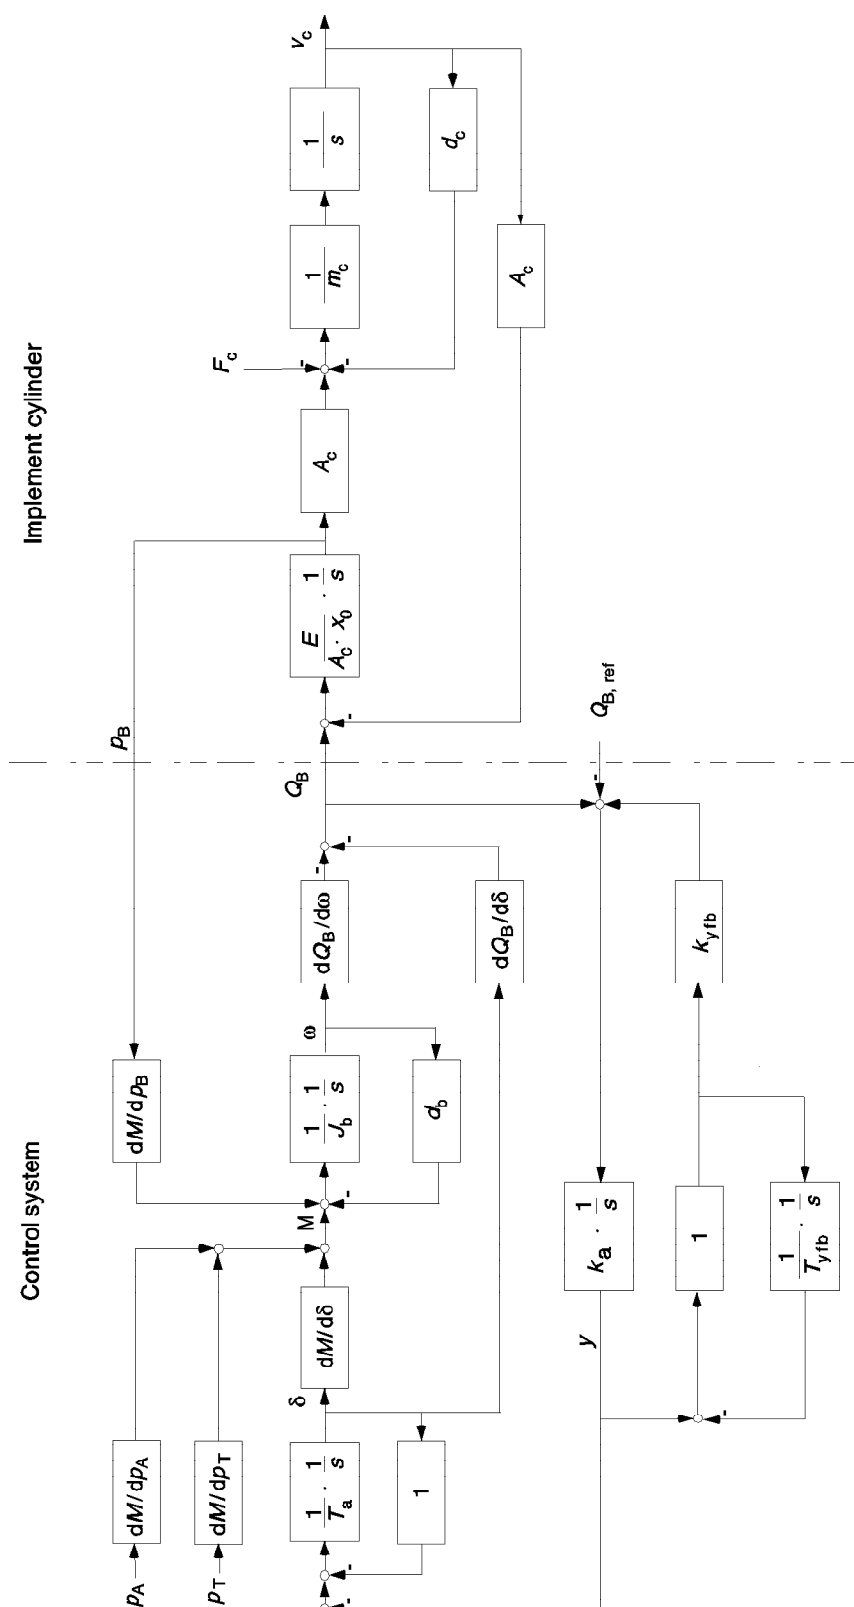 Implement cylinder
Control system
v_c
1/s
d_c
1/m_c
A_c
F_c
A_c
E/(A_c · x_0) · 1/s
p_B
Q_B, ref
Q_B
dQ_B/dω
dQ_B/dδ
k_yfb
ω
dM/dp_B
1/J_b · 1/s
d_b
M
k_a · 1/s
1
1/T_yfb · 1/s
dM/dδ
y
δ
dM/dp_A
dM/dp_T
1/T_a · 1/s
1
p_A
p_T